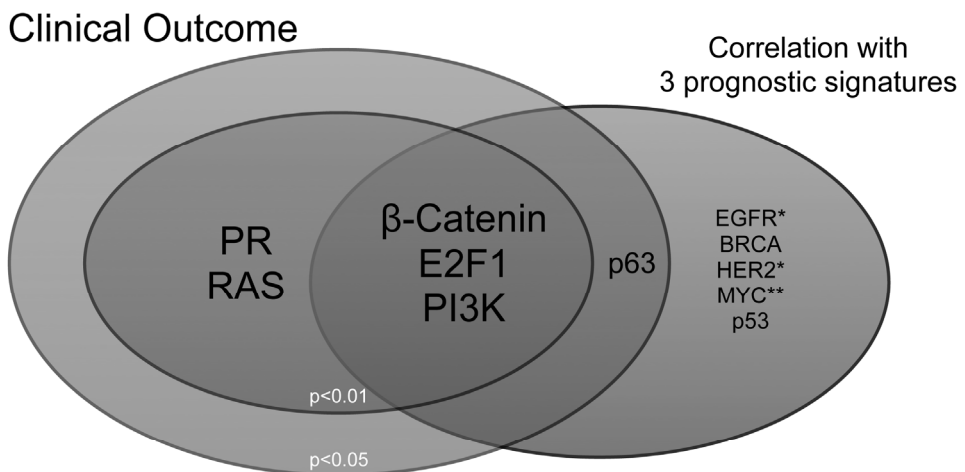 Clinical Outcome
Correlation with
3 prognostic signatures
PR
RAS
β-Catenin
E2F1
PI3K
p63
EGFR*
BRCA
HER2*
MYC**
p53
p<0.01
p<0.05